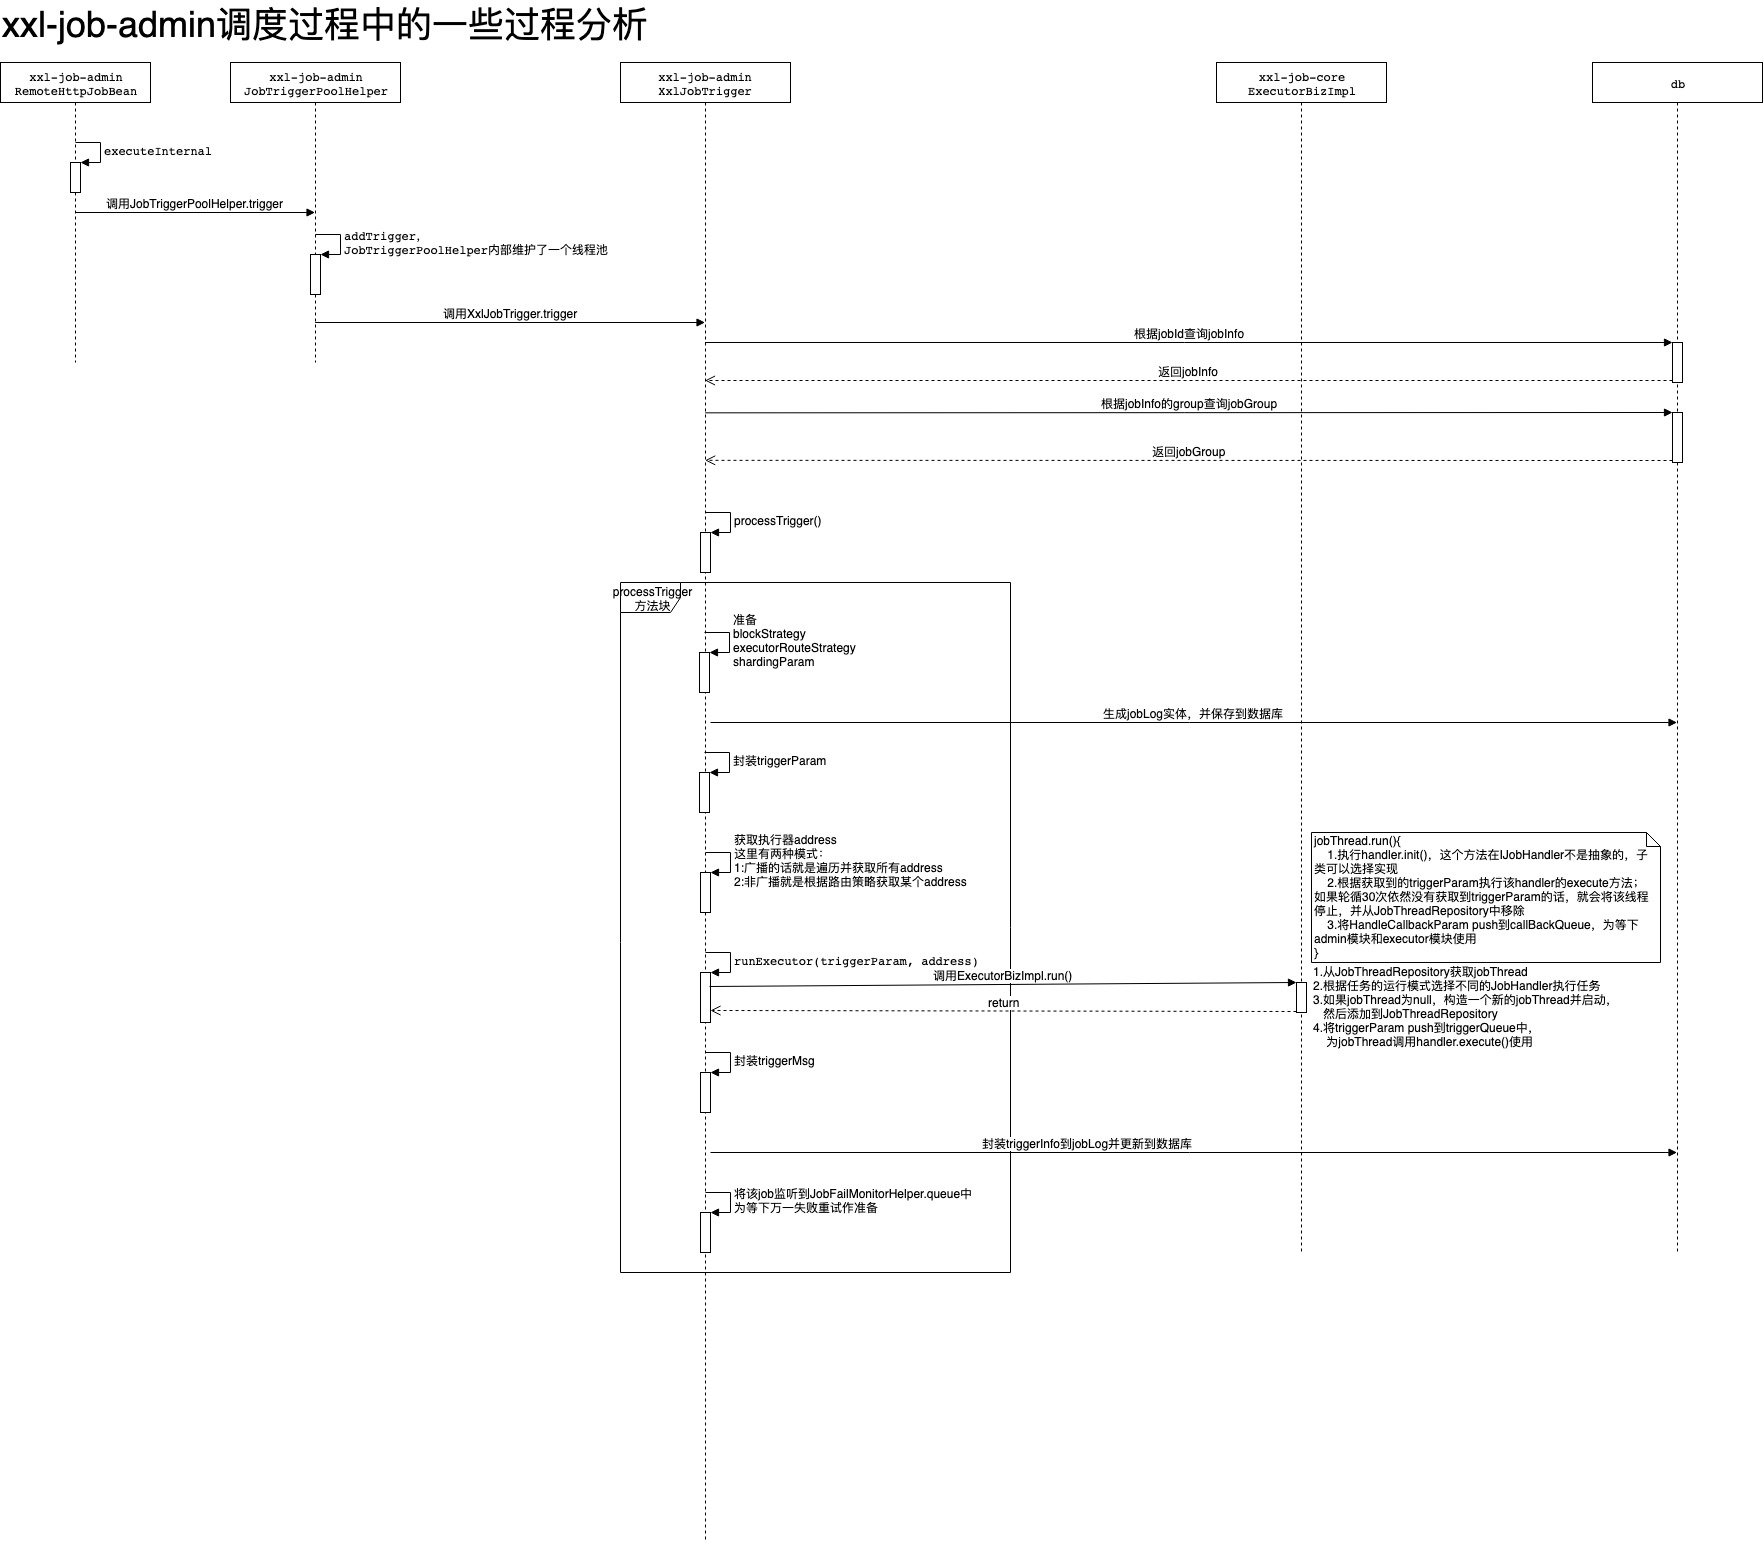 xxl-job-admin调度过程中的一些过程分析
xxl-job-admin
RemoteHttpJobBean
xxl-job-admin
JobTriggerPoolHelper
xxl-job-admin
XxlJobTrigger
xxl-job-core
ExecutorBizImpl
db
executeInternal
调用JobTriggerPoolHelper.trigger
addTrigger，
JobTriggerPoolHelper内部维护了一个线程池
调用XxlJobTrigger.trigger
根据jobId查询jobInfo
返回jobInfo
根据jobInfo的group查询jobGroup
返回jobGroup
processTrigger()
processTrigger
方法块
准备
blockStrategy
executorRouteStrategy
shardingParam
生成jobLog实体，并保存到数据库
封装triggerParam
获取执行器address
这里有两种模式：
1:广播的话就是遍历并获取所有address
2:非广播就是根据路由策略获取某个address
jobThread.run(){
1.执行handler.init()，这个方法在IJobHandler不是抽象的，子
类可以选择实现
2.根据获取到的triggerParam执行该handler的execute方法；
如果轮循30次依然没有获取到triggerParam的话，就会将该线程
停止，并从JobThreadRepository中移除
3.将HandleCallbackParam push到callBackQueue，为等下
admin模块和executor模块使用
}
runExecutor(triggerParam, address)
调用ExecutorBizImpl.run()
return
1.从JobThreadRepository获取jobThread
2.根据任务的运行模式选择不同的JobHandler执行任务
3.如果jobThread为null，构造一个新的jobThread并启动，
然后添加到JobThreadRepository
4.将triggerParam push到triggerQueue中，
为jobThread调用handler.execute()使用
封装triggerMsg
封装triggerInfo到jobLog并更新到数据库
将该job监听到JobFailMonitorHelper.queue中
为等下万一失败重试作准备